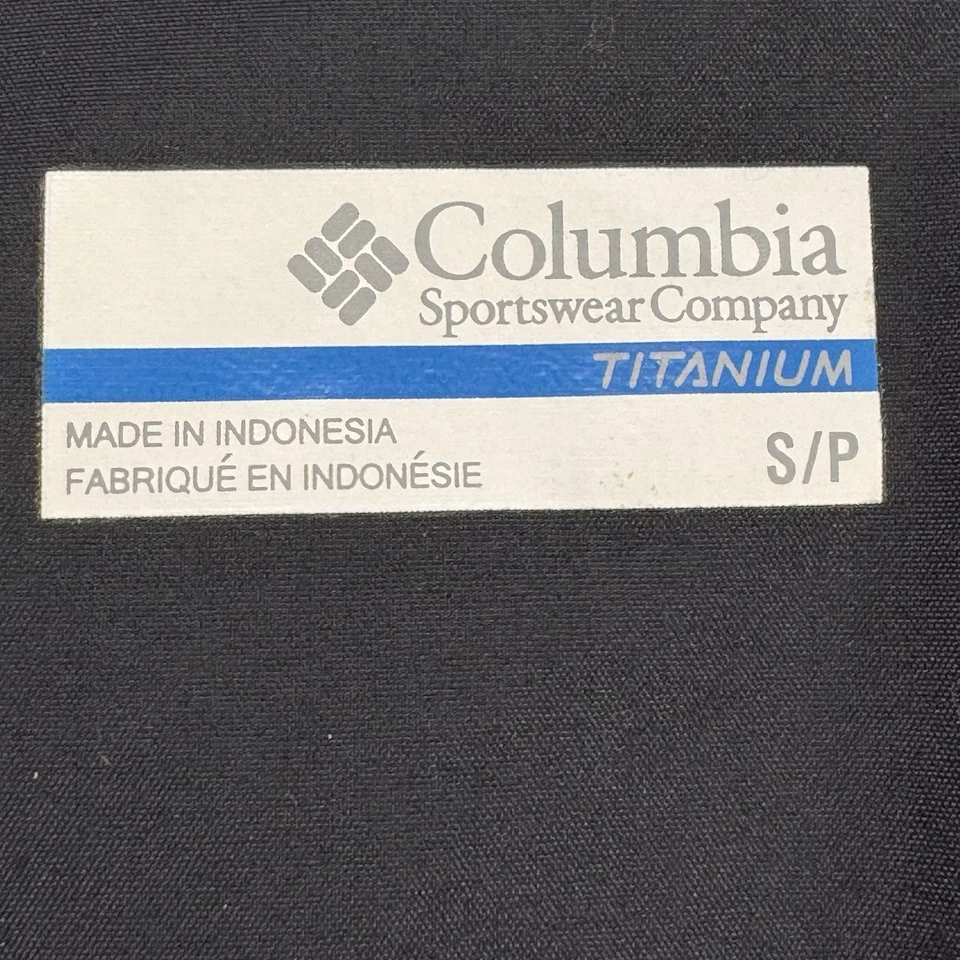 Columbia
Sportswear Company
TITANIUM
MADE IN INDONESIA
FABRIQUÉ EN INDONÉSIE
S/P